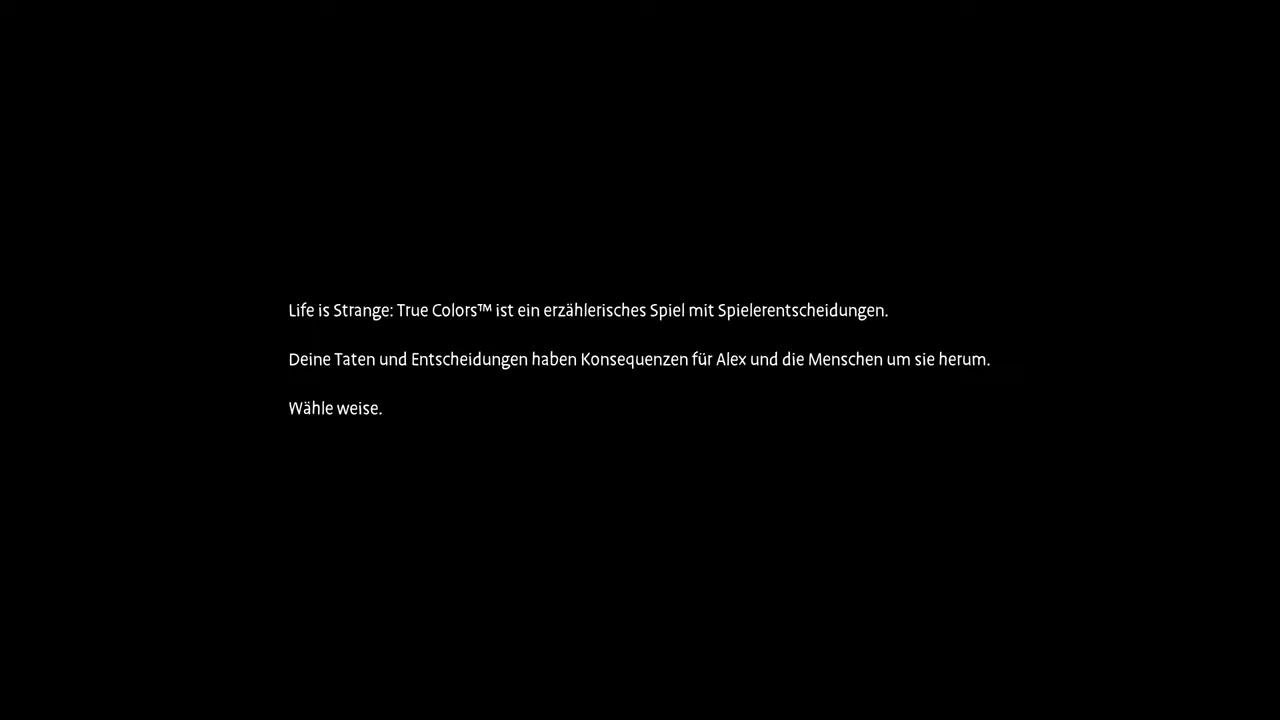 Life is Strange: True Colors™ ist ein erzählerisches Spiel mit Spielerentscheidungen.
Deine Taten und Entscheidungen haben Konsequenzen für Alex und die Menschen um sie herum.
Wähle weise.